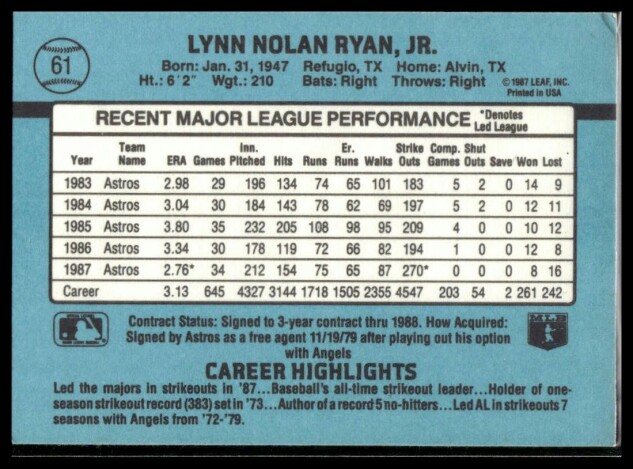 61
LYNN NOLAN RYAN, JR.
Born: Jan. 31, 1947 Refugio, TX Home: Alvin, TX
Ht.: 6'2" Wgt.: 210 Bats: Right Throws: Right
©1987 LEAF, INC.
Printed in USA
RECENT MAJOR LEAGUE PERFORMANCE *Denotes Led League
Year Team Name ERA Games Inn. Pitched Hits Runs Er. Runs Walks Strike Outs Comp. Games Shut Outs Save Won Lost
1983 Astros 2.98 29 196 134 74 65 101 183 5 2 0 14 9
1984 Astros 3.04 30 184 143 78 62 69 197 5 2 0 12 11
1985 Astros 3.80 35 232 205 108 98 95 209 4 0 0 10 12
1986 Astros 3.34 30 178 119 72 66 82 194 1 0 0 12 8
1987 Astros 2.76* 34 212 154 75 65 87 270* 0 0 0 8 16
Career 3.13 645 4327 3144 1718 1505 2355 4547 203 54 2 261 242
Contract Status: Signed to 3-year contract thru 1988. How Acquired:
Signed by Astros as a free agent 11/19/79 after playing out his option
with Angels
MLB
CAREER HIGHLIGHTS
Led the majors in strikeouts in '87...Baseball's all-time strikeout leader...Holder of one-
season strikeout record (383) set in '73...Author of a record 5 no-hitters...Led AL in strikeouts 7
seasons with Angels from '72-'79.